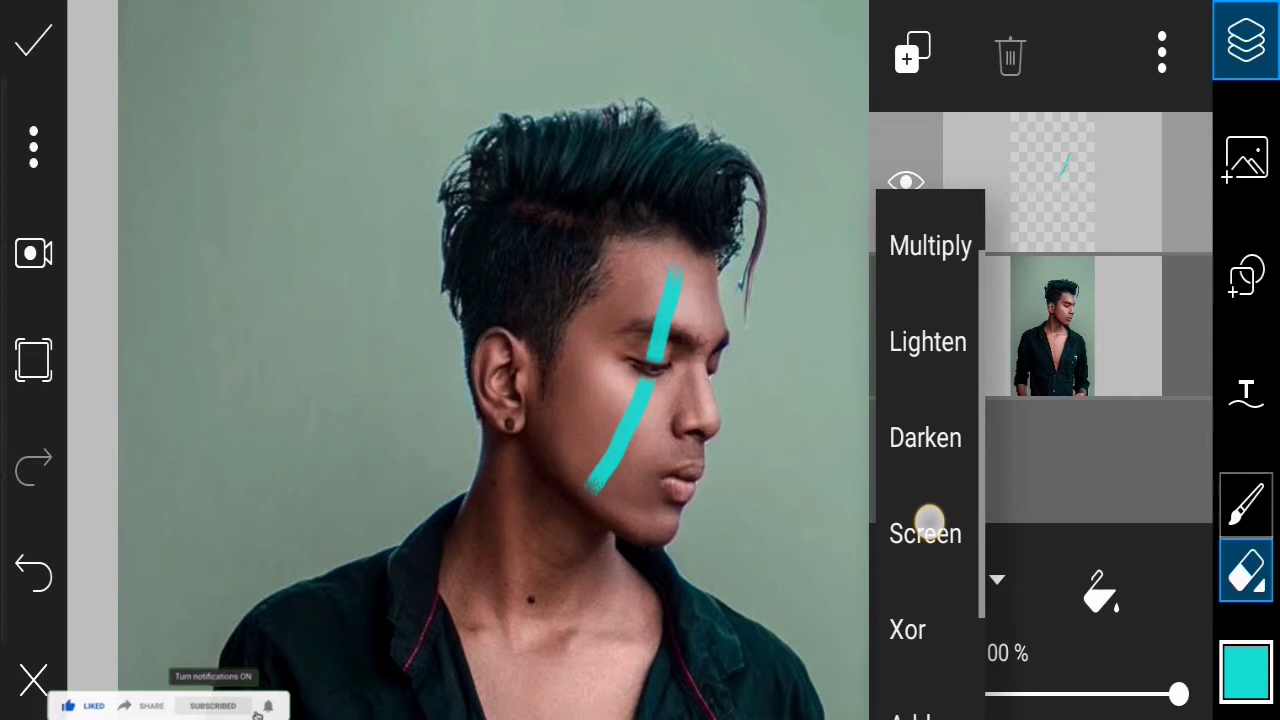 Multiply
Lighten
Darken
Screen
Xor
00 %
Turn notifications ON
LIKED
SHARE
SUBSCRIBED